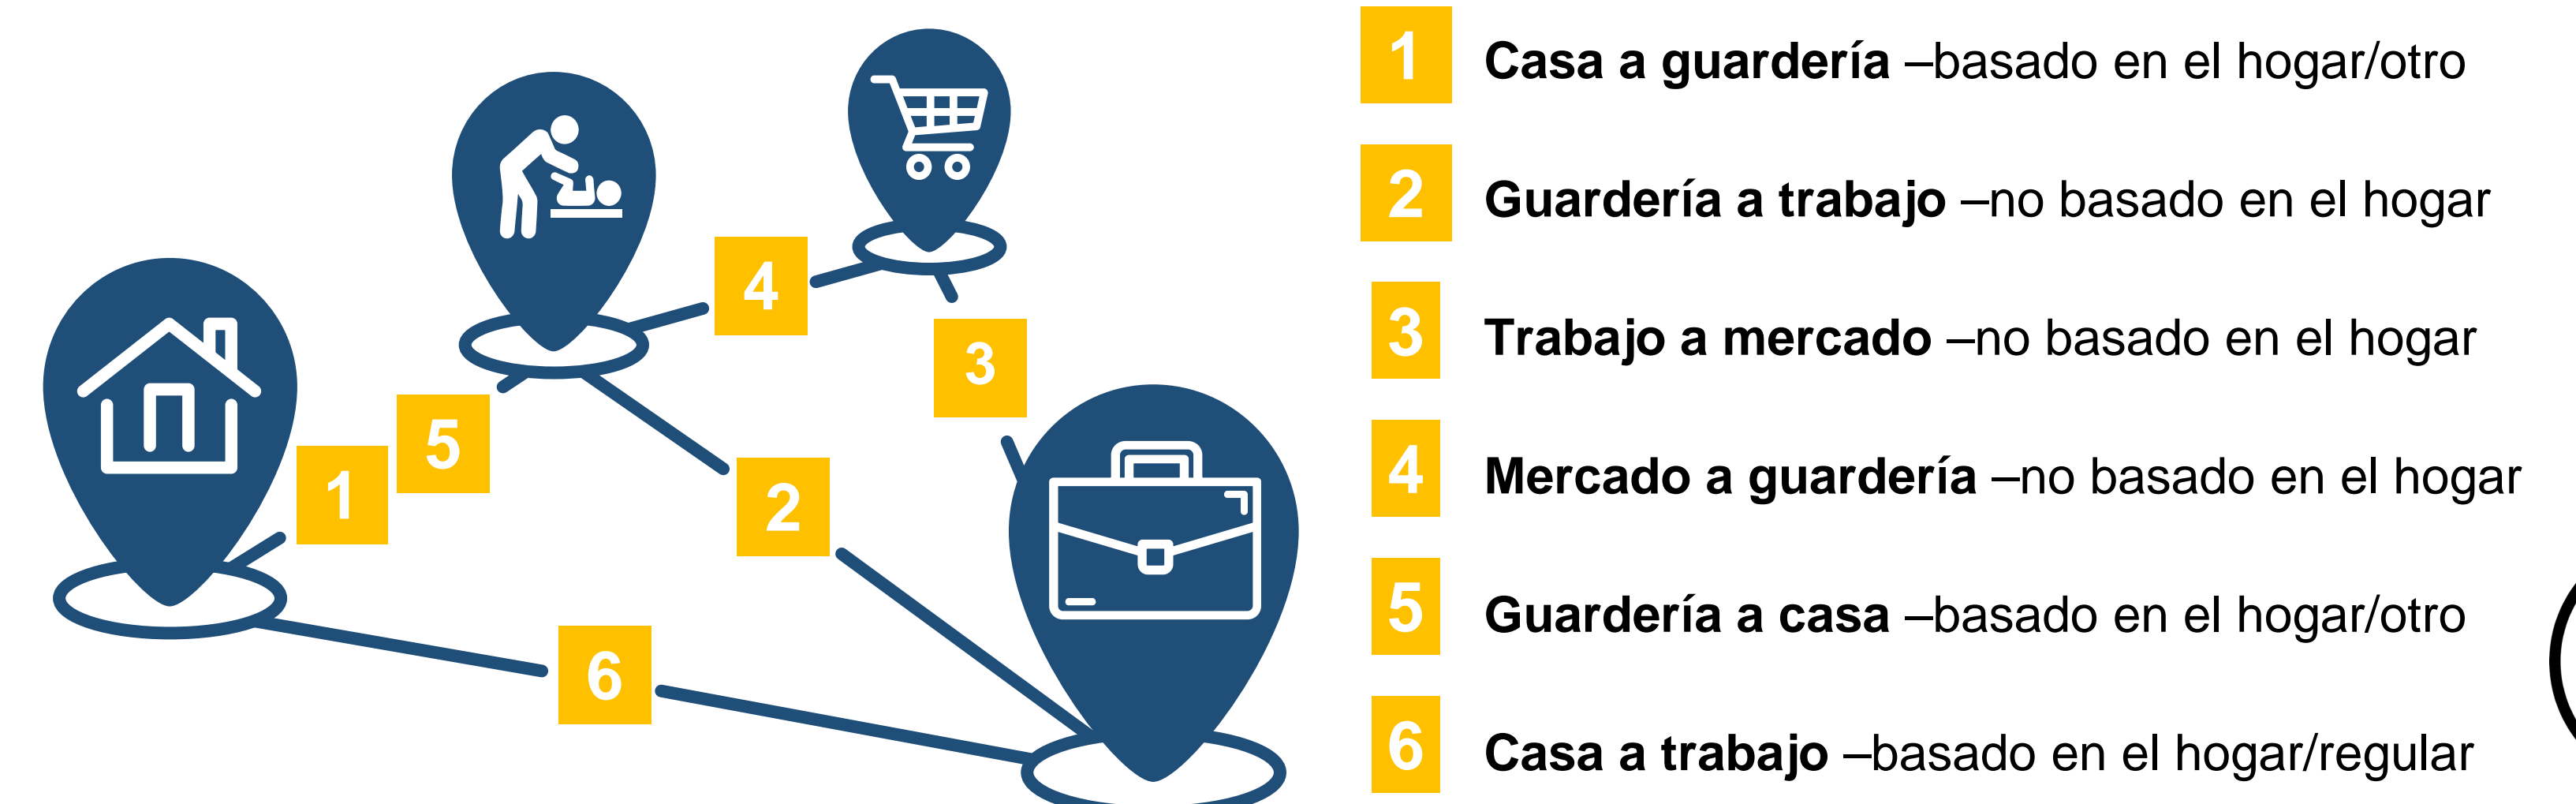 1 Casa a guardería –basado en el hogar/otro
2 Guardería a trabajo –no basado en el hogar
3 Trabajo a mercado –no basado en el hogar
4 Mercado a guardería –no basado en el hogar
5 Guardería a casa –basado en el hogar/otro
6 Casa a trabajo –basado en el hogar/regular
4
3
5
1
2
6